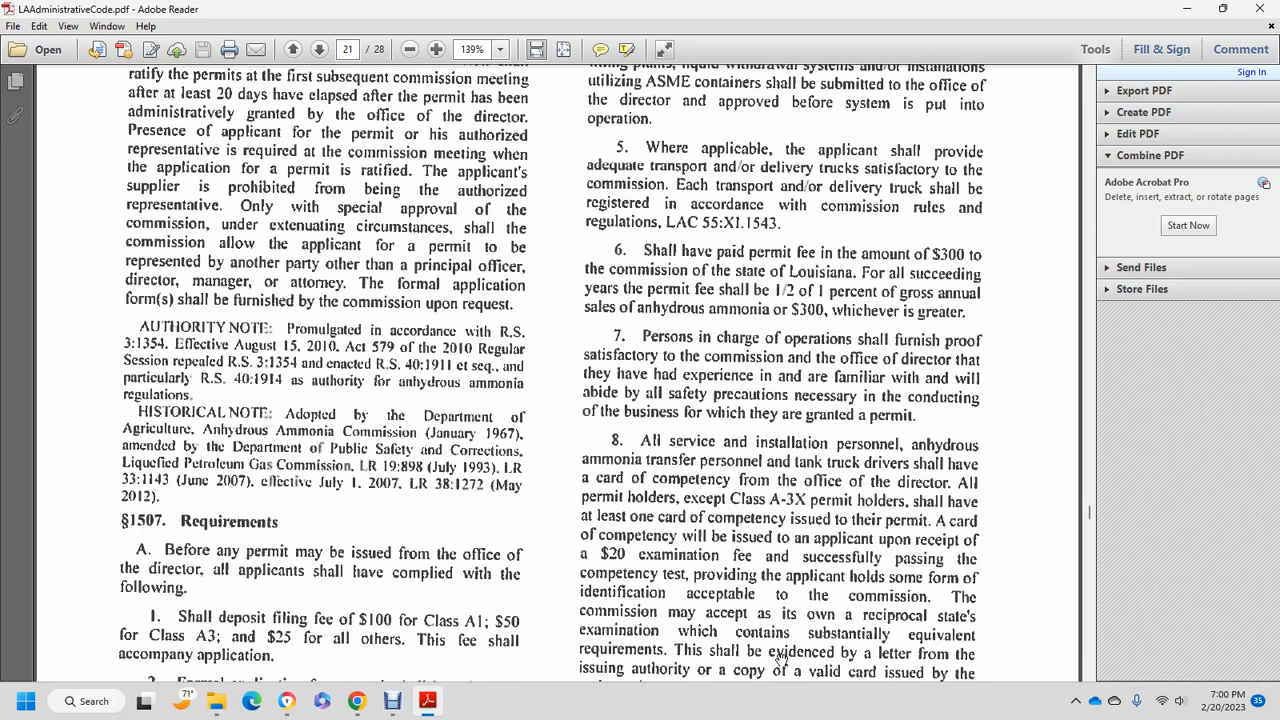 LAAdministrativeCode.pdf - Adobe Reader
File Edit View Window Help
Open
21 / 28
139%
Tools
Fill & Sign
Comment
ratify the permits at the first subsequent commission meeting
after at least 20 days have elapsed after the permit has been
administratively granted by the office of the director.
Presence of applicant for the permit or his authorized
representative is required at the commission meeting when
the application for a permit is ratified. The applicant's
supplier is prohibited from being the authorized
representative. Only with special approval of the
commission, under extenuating circumstances, shall the
commission allow the applicant for a permit to be
represented by another party other than a principal officer,
director, manager, or attorney. The formal application
form(s) shall be furnished by the commission upon request.
AUTHORITY NOTE: Promulgated in accordance with R.S.
3:1354. Effective August 15, 2010, Act 579 of the 2010 Regular
Session repealed R.S. 3:1354 and enacted R.S. 40:1911 et seq., and
particularly R.S. 40:1914 as authority for anhydrous ammonia
regulations.
HISTORICAL NOTE: Adopted by the Department of
Agriculture, Anhydrous Ammonia Commission (January 1967),
amended by the Department of Public Safety and Corrections,
Liquefied Petroleum Gas Commission, LR 19:898 (July 1993), LR
33:1143 (June 2007), effective July 1, 2007, LR 38:1272 (May
2012).
§1507. Requirements
A. Before any permit may be issued from the office of
the director, all applicants shall have complied with the
following.
1. Shall deposit filing fee of $100 for Class A1; $50
for Class A3; and $25 for all others. This fee shall
accompany application.
plans, liquid withdrawal systems and/or installations
utilizing ASME containers shall be submitted to the office of
the director and approved before system is put into
operation.
5. Where applicable, the applicant shall provide
adequate transport and/or delivery trucks satisfactory to the
commission. Each transport and/or delivery truck shall be
registered in accordance with commission rules and
regulations, LAC 55:XI.1543.
6. Shall have paid permit fee in the amount of $300 to
the commission of the state of Louisiana. For all succeeding
years the permit fee shall be 1/2 of 1 percent of gross annual
sales of anhydrous ammonia or $300, whichever is greater.
7. Persons in charge of operations shall furnish proof
satisfactory to the commission and the office of director that
they have had experience in and are familiar with and will
abide by all safety precautions necessary in the conducting
of the business for which they are granted a permit.
8. All service and installation personnel, anhydrous
ammonia transfer personnel and tank truck drivers shall have
a card of competency from the office of the director. All
permit holders, except Class A-3X permit holders, shall have
at least one card of competency issued to their permit. A card
of competency will be issued to an applicant upon receipt of
a $20 examination fee and successfully passing the
competency test, providing the applicant holds some form of
identification acceptable to the commission. The
commission may accept as its own a reciprocal state's
examination which contains substantially equivalent
requirements. This shall be evidenced by a letter from the
issuing authority or a copy of a valid card issued by the
Sign In
Export PDF
Create PDF
Edit PDF
Combine PDF
Adobe Acrobat Pro
Delete, insert, extract, or rotate pages
Start Now
Send Files
Store Files
Search
71°
7:00 PM
2/20/2023
35